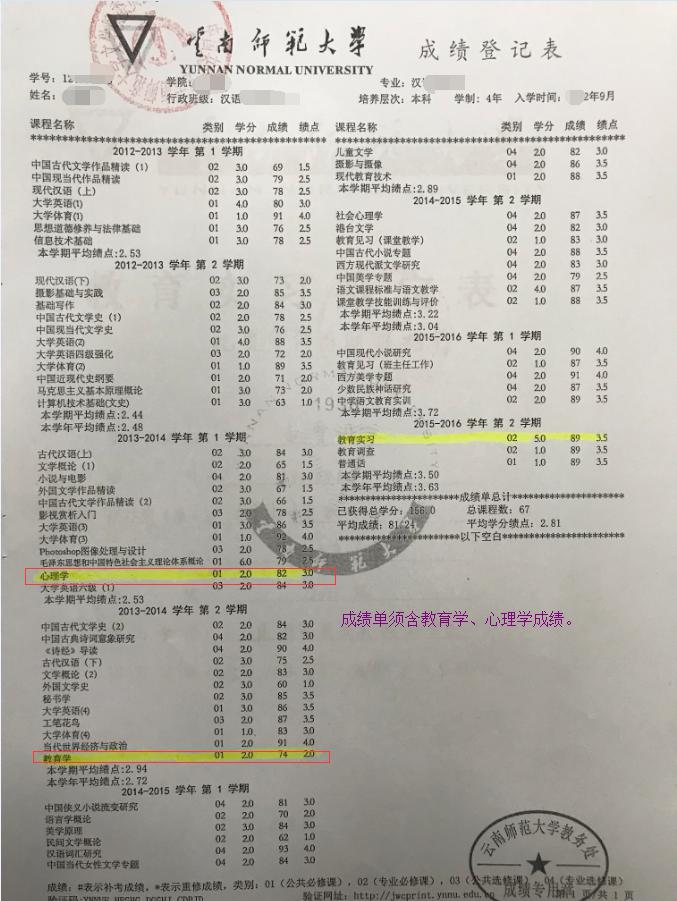 云南师范大学 成绩登记表
YUNNAN NORMAL UNIVERSITY
学号: 12 学院: 专业: 汉
姓名: 行政班级: 汉语 培养层次: 本科 学制: 4年 入学时间: 2年9月
课程名称 类别 学分 成绩 绩点
2012-2013 学年 第 1 学期
中国古代文学作品精读(1) 02 3.0 69 1.5
中国现当代作品精读 02 3.0 79 2.5
现代汉语(上) 02 3.0 78 2.5
大学英语(1) 01 4.0 80 3.0
大学体育(1) 01 1.0 91 4.0
思想道德修养与法律基础 01 3.0 76 2.5
信息技术基础 01 3.0 78 2.5
本学期平均绩点:2.53
2012-2013 学年 第 2 学期
现代汉语(下) 02 3.0 73 2.0
摄影基础与实践 03 2.0 85 3.5
基础写作 02 2.0 84 3.0
中国古代文学史(1) 02 2.0 78 2.5
中国现当代文学史 02 3.0 76 2.5
大学英语(2) 01 4.0 88 3.5
大学英语四级强化 03 2.0 72 2.0
大学体育(2) 01 1.0 89 3.5
中国近现代史纲要 01 2.0 71 2.0
马克思主义基本原理概论 01 3.0 73 2.0
计算机技术基础(文史) 01 3.0 63 1.0
本学期平均绩点:2.44
本学年平均绩点:2.48
2013-2014 学年 第 1 学期
古代汉语(上) 02 3.0 84 3.0
文学概论(1) 02 2.0 65 1.5
小说与电影 04 2.0 81 3.0
外国文学作品精读 02 3.0 67 1.5
中国古代文学作品精读(2) 02 3.0 66 1.5
影视赏析入门 03 2.0 78 2.5
大学英语(3) 01 3.0 86 3.5
大学体育(3) 01 1.0 92 4.0
Photoshop图像处理与设计 03 2.0 78 2.5
毛泽东思想和中国特色社会主义理论体系概论 01 6.0 79 2.5
心理学 01 2.0 82 3.0
大学英语六级(1) 03 2.0 84 3.0
本学期平均绩点:2.53
2013-2014 学年 第 2 学期
中国古代文学史(2) 02 2.0 84 3.0
中国古典诗词意象研究 04 2.0 82 3.0
《诗经》导读 04 2.0 90 4.0
古代汉语(下) 02 3.0 75 2.5
文学概论(2) 02 2.0 83 3.0
外国文学史 02 3.0 60 1.0
秘书学 02 3.0 85 3.5
大学英语(4) 01 3.0 86 3.5
工笔花鸟 03 2.0 87 3.5
大学体育(4) 01 1.0 83 3.0
当代世界经济与政治 01 2.0 91 4.0
教育学 01 2.0 74 2.0
本学期平均绩点:2.94
本学年平均绩点:2.72
2014-2015 学年 第 1 学期
中国侠义小说流变研究 04 2.0 81 3.0
语言学概论 02 2.0 70 2.0
美学原理 02 3.0 84 3.0
民间文学概论 02 2.0 62 1.0
汉语词汇研究 04 2.0 93 4.0
中国当代女性文学专题 04 2.0 84 3.0
课程名称 类别 学分 成绩 绩点
儿童文学 04 2.0 82 3.0
摄影与摄像 04 2.0 86 3.5
现代教育技术 01 2.0 88 3.5
本学期平均绩点:2.89
2014-2015 学年 第 2 学期
社会心理学 04 2.0 87 3.5
港台文学 04 2.0 82 3.0
教育见习(课堂教学) 02 1.0 83 3.0
中国古代小说专题 04 2.0 88 3.5
西方现代派文学研究 04 2.0 83 3.0
中国美学专题 04 2.0 79 2.5
语文课程标准与语文教学 02 4.0 87 3.5
课堂教学技能训练与评价 02 1.0 88 3.5
本学期平均绩点:3.22
本学年平均绩点:3.04
2015-2016 学年 第 1 学期
中国现代小说研究 04 2.0 90 4.0
教育见习(班主任工作) 02 1.0 87 3.5
西方美学专题 04 2.0 91 4.0
少数民族神话研究 04 2.0 87 3.5
中学语文教育实训 02 2.0 89 3.5
本学期平均绩点:3.72
2015-2016 学年 第 2 学期
教育实习 02 5.0 89 3.5
教育调查 02 1.0 89 3.5
普通话 01 1.0 89 3.5
本学期平均绩点:3.50
本学年平均绩点:3.63
成绩单总计
已获得总学分: 156.0 总课程数: 67
平均成绩: 81.24 平均学分绩点: 2.81
以下空白
成绩单须含教育学、心理学成绩。
云南师范大学教务处
成绩专用章
成绩: #表示补考成绩, *表示重修成绩, 类别: 01(公共必修课), 02(专业必修课), 03(公共选修课), 04(专业选修课)
验证网址: http://jwcprint.ynnu.edu.cn 第 1 页/共 1 页
验证码: